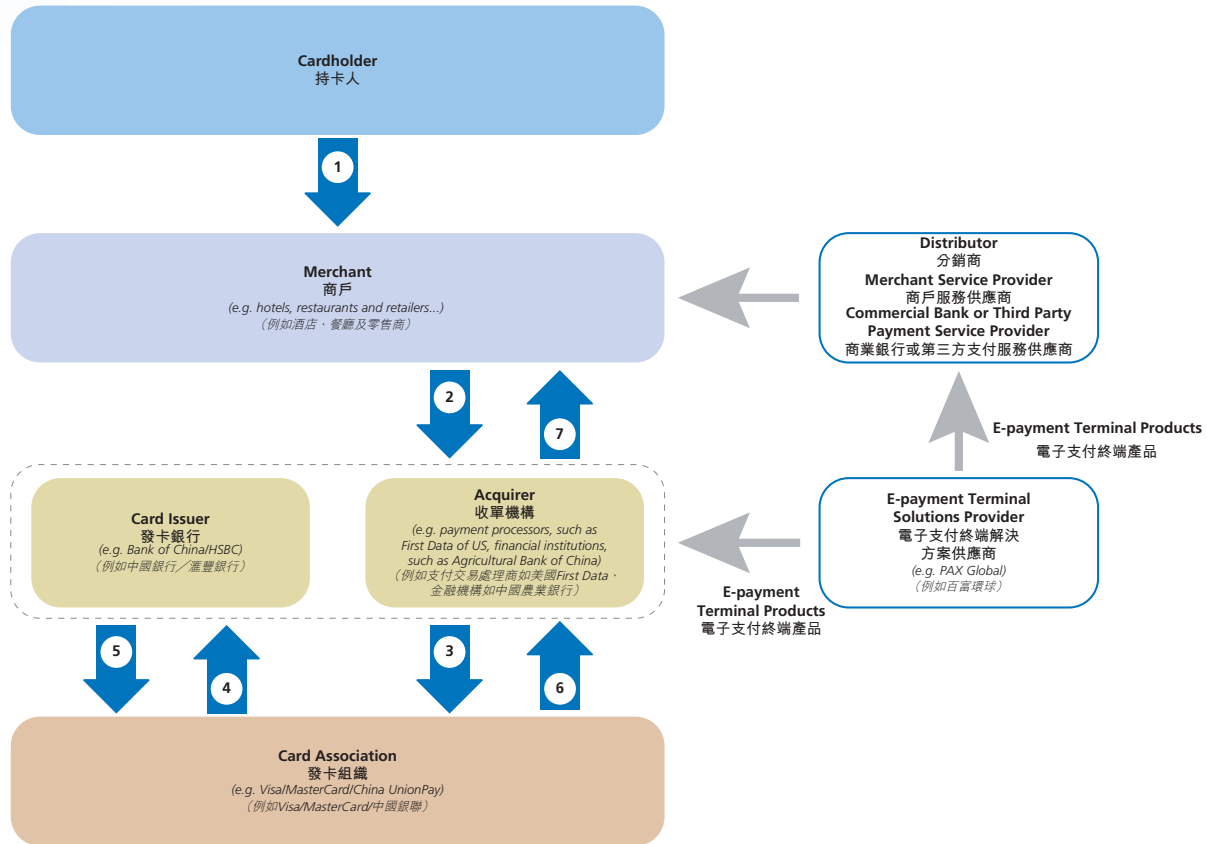 Cardholder
持卡人
1
Merchant
商戶
(e.g. hotels, restaurants and retailers...)
（例如酒店、餐廳及零售商）
Distributor
分銷商
Merchant Service Provider
商戶服務供應商
Commercial Bank or Third Party
Payment Service Provider
商業銀行或第三方支付服務供應商
2
7
E-payment Terminal Products
電子支付終端產品
Card Issuer
發卡銀行
(e.g. Bank of China/HSBC)
（例如中國銀行／滙豐銀行）
Acquirer
收單機構
(e.g. payment processors, such as
First Data of US, financial institutions,
such as Agricultural Bank of China)
（例如支付交易處理商如美國First Data、
金融機構如中國農業銀行）
E-payment Terminal
Solutions Provider
電子支付終端解決
方案供應商
(e.g. PAX Global)
（例如百富環球）
E-payment
Terminal Products
電子支付終端產品
5
4
3
6
Card Association
發卡組織
(e.g. Visa/MasterCard/China UnionPay)
（例如Visa/MasterCard/中國銀聯）